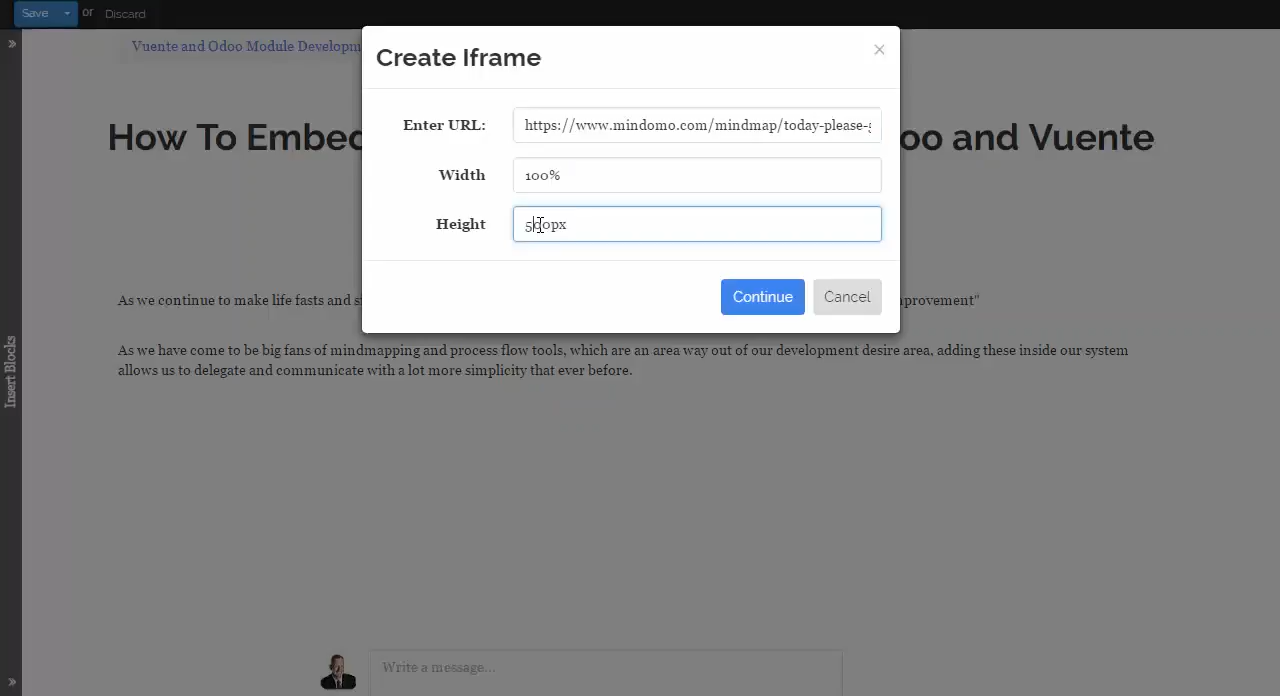 Save or Discard
Vuente and Odoo Module Developm
Create Iframe
×
How To Embed
oo and Vuente
Enter URL: https://www.mindomo.com/mindmap/today-please-
Width 100%
Height 500px
Continue Cancel
As we continue to make life fasts and s
provement"
As we have come to be big fans of mindmapping and process flow tools, which are an area way out of our development desire area, adding these inside our system
allows us to delegate and communicate with a lot more simplicity that ever before.
Insert Blocks
Write a message...